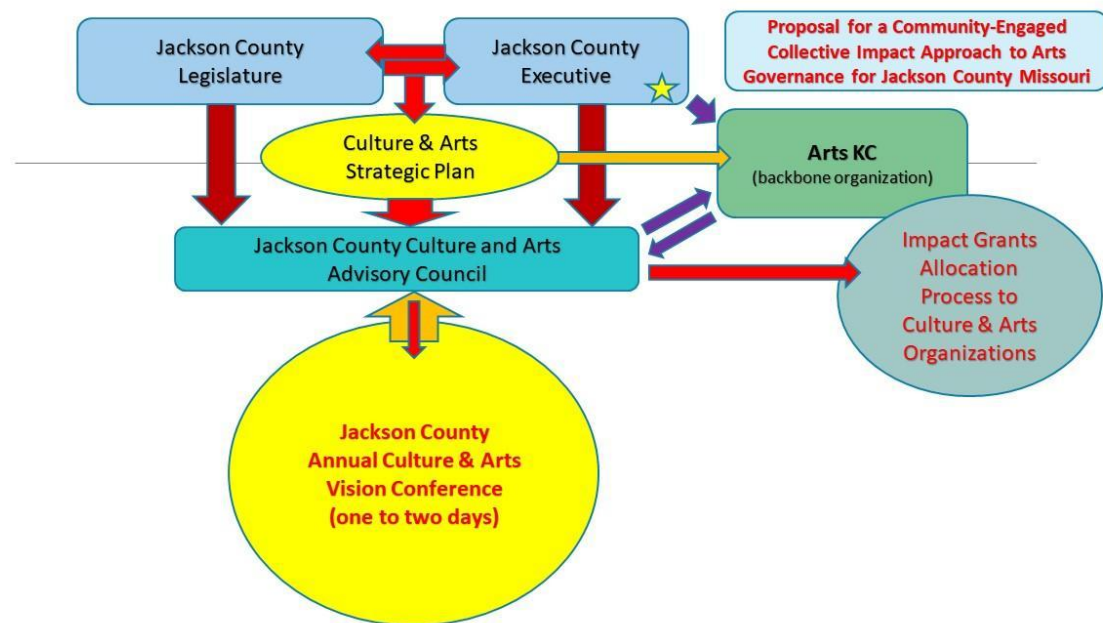 Jackson County
Legislature
Jackson County
Executive
Proposal for a Community-Engaged
Collective Impact Approach to Arts
Governance for Jackson County Missouri
Culture & Arts
Strategic Plan
Arts KC
(backbone organization)
Jackson County Culture and Arts
Advisory Council
Impact Grants
Allocation
Process to
Culture & Arts
Organizations
Jackson County
Annual Culture & Arts
Vision Conference
(one to two days)